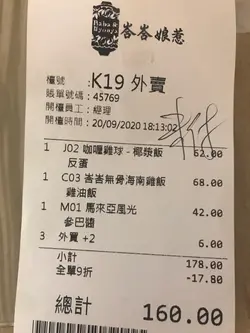 Baba &
Nyonya
峇峇娘惹
檯號 : K19 外賣
賬單號碼 : 45769
開檯員工 : 經理
開檯時間 : 20/09/2020 18:13:02
1 J02 咖喱雞球 - 椰漿飯 62.00
反蛋
1 C03 峇峇無骨海南雞飯 68.00
雞油飯
1 M01 馬來亞風光 42.00
參巴醬
3 外賣 +2 6.00
小計 178.00
全單9折 -17.80
總計 160.00